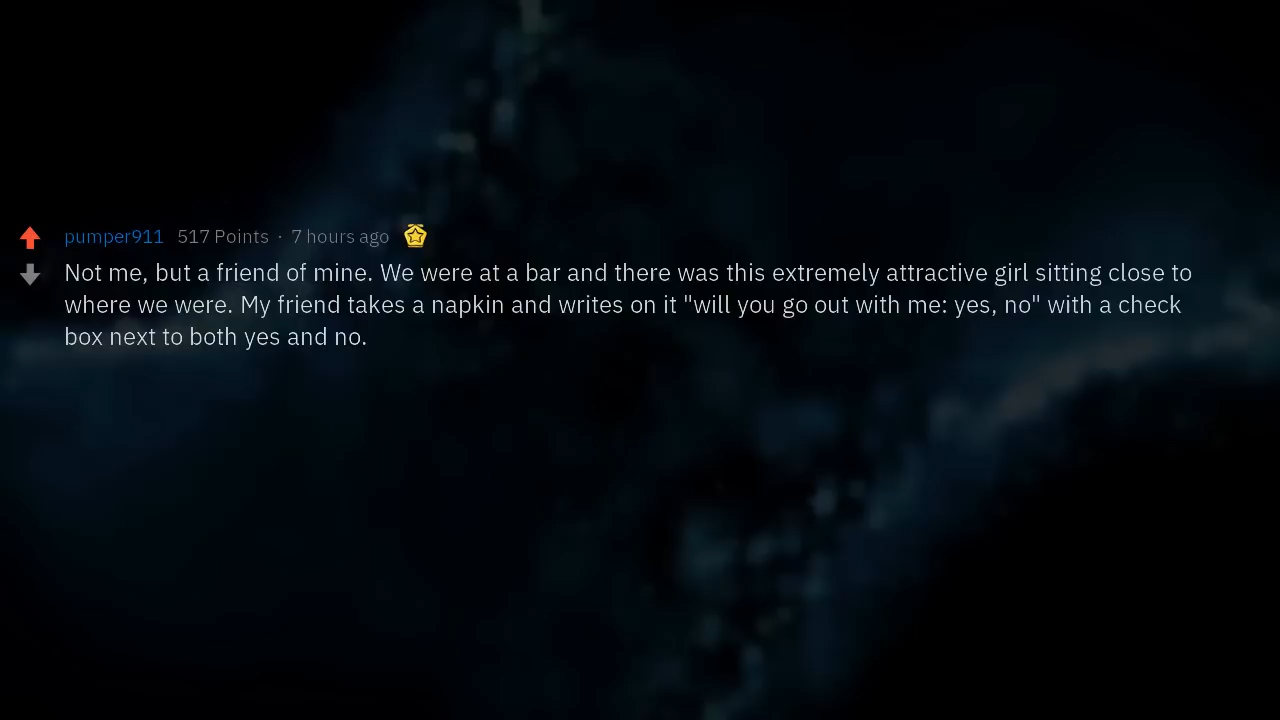 pumper911 517 Points · 7 hours ago
Not me, but a friend of mine. We were at a bar and there was this extremely attractive girl sitting close to
where we were. My friend takes a napkin and writes on it "will you go out with me: yes, no" with a check
box next to both yes and no.